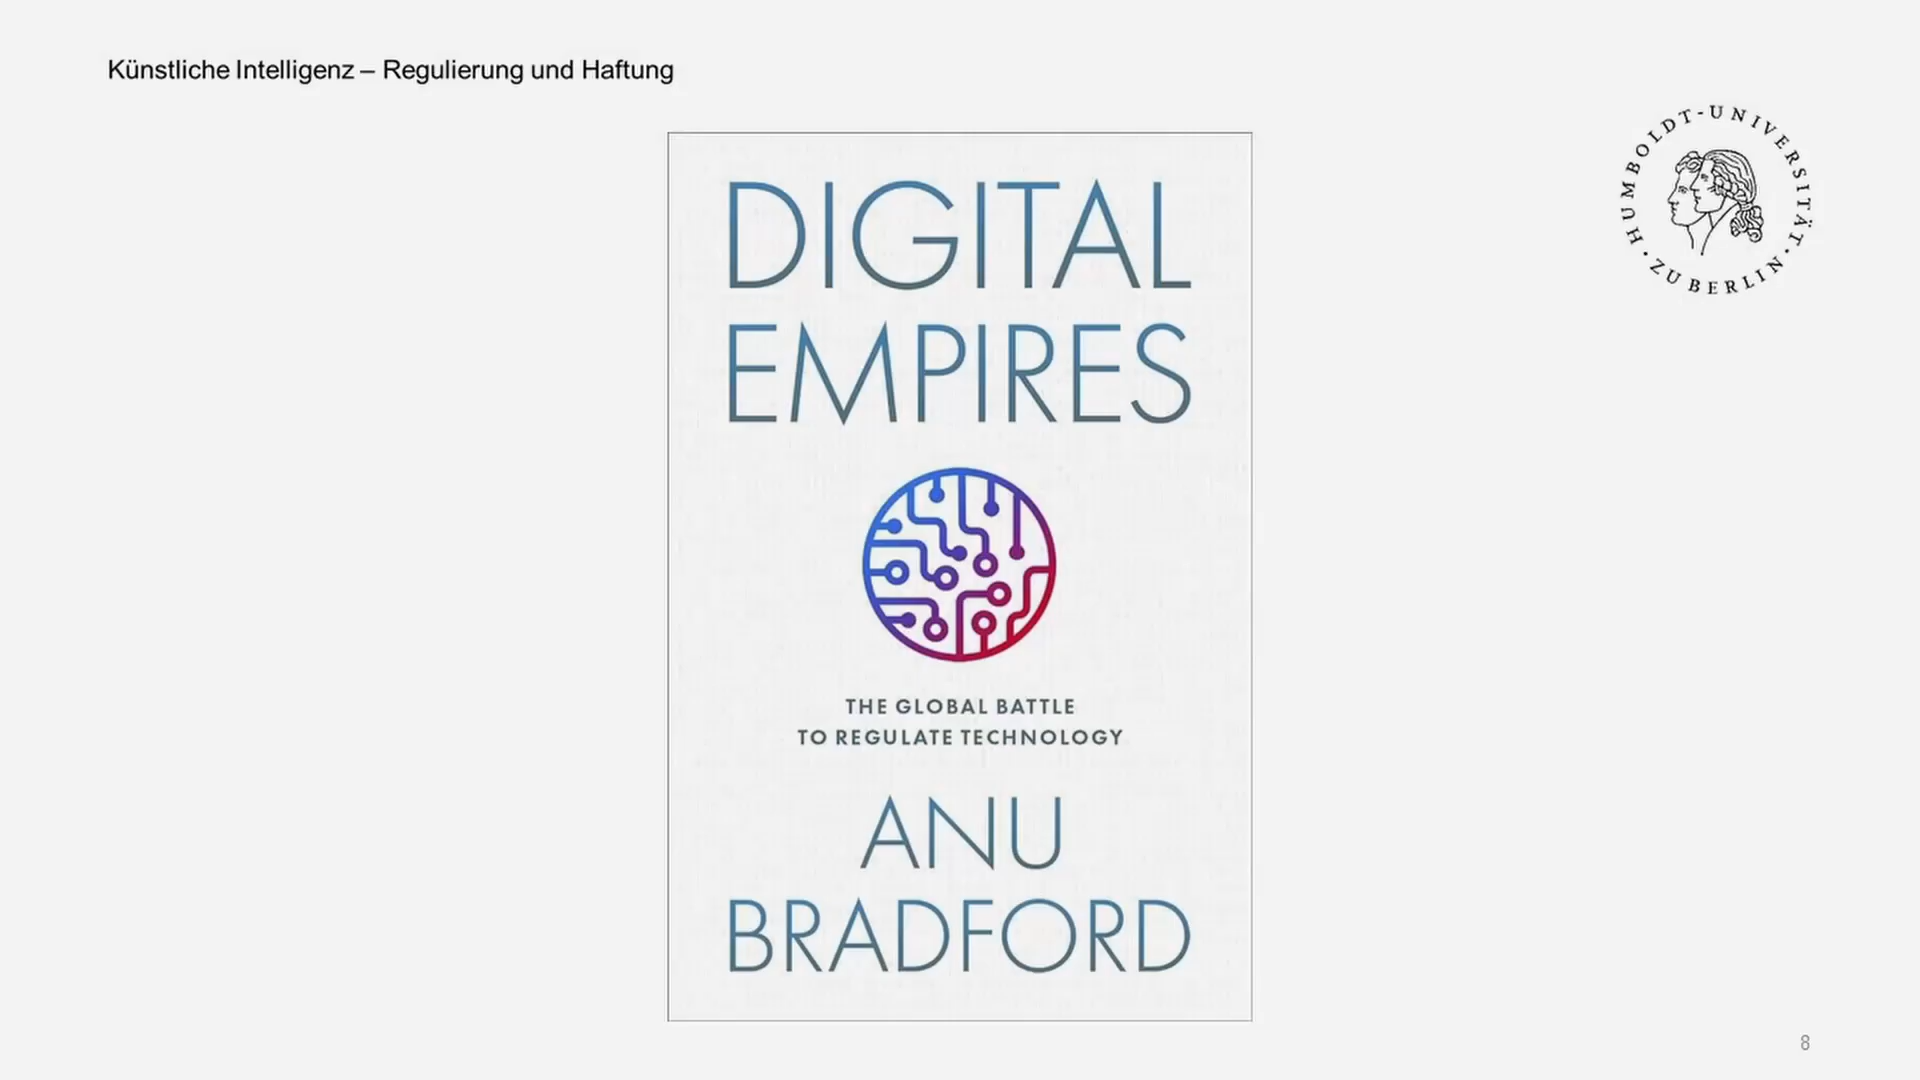 Künstliche Intelligenz – Regulierung und Haftung
HUMBOLDT-UNIVERSITÄT · ZU BERLIN ·
DIGITAL
EMPIRES
THE GLOBAL BATTLE
TO REGULATE TECHNOLOGY
ANU
BRADFORD
8